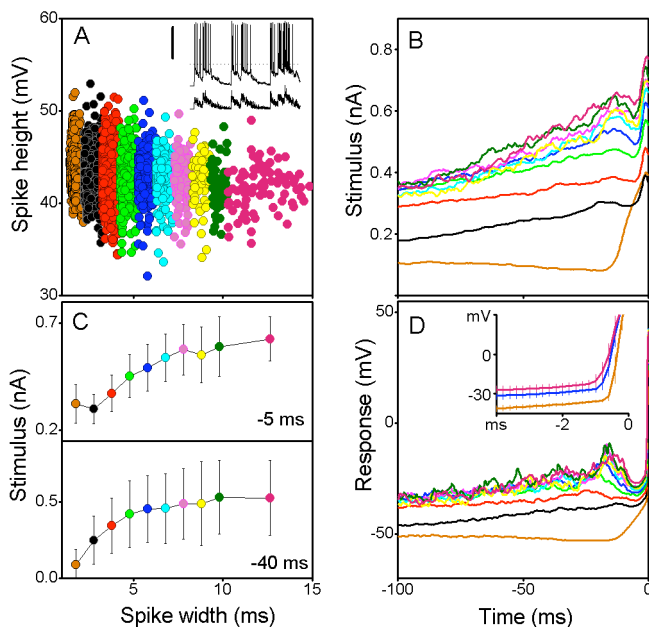 A
60
50
40
30
Spike height (mV)
B
0.8
0.6
0.4
0.2
Stimulus (nA)
C
0.7
0.2
-5 ms
0.5
0.0
-40 ms
Stimulus (nA)
5
10
15
Spike width (ms)
D
mV
0
-30
ms
-2
0
50
0
-50
Response (mV)
-100
-50
0
Time (ms)